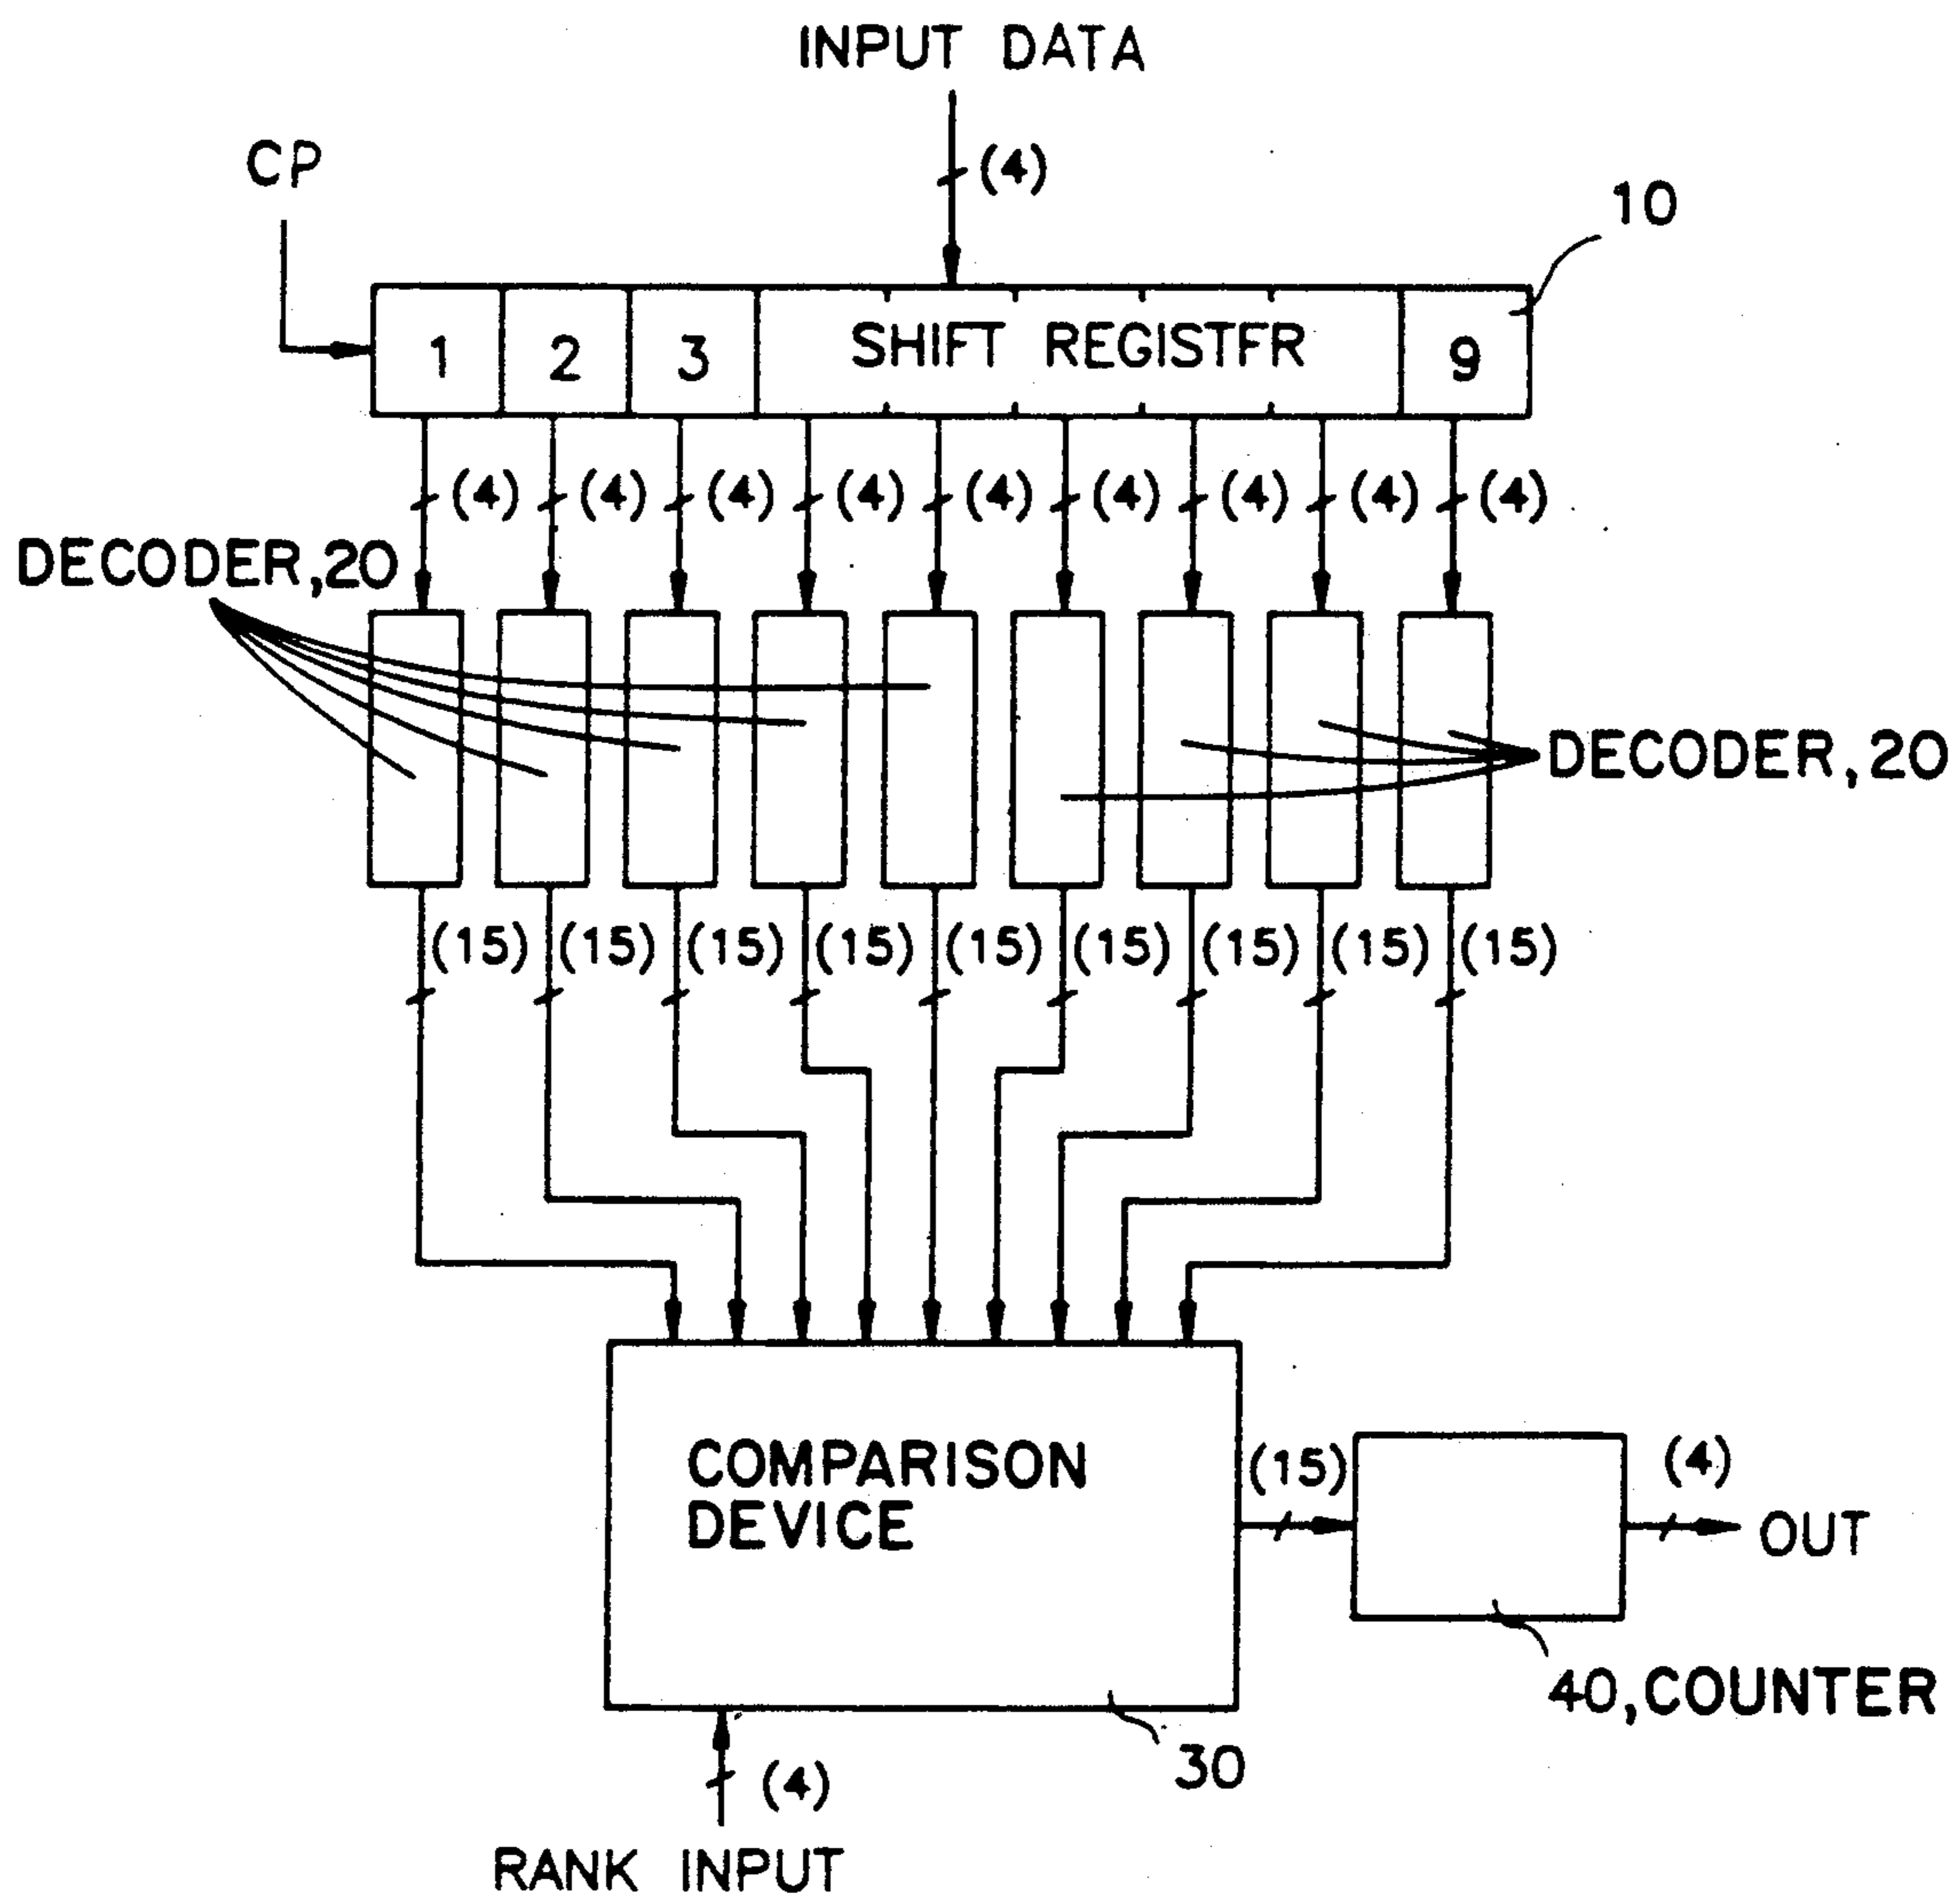 INPUT DATA
CP
(4)
10
1 2 3 SHIFT REGISTFR 9
(4) (4) (4) (4) (4) (4) (4) (4) (4)
DECODER,20
DECODER,20
(15) (15) (15) (15) (15) (15) (15) (15) (15)
COMPARISON
DEVICE
(15)
(4)
OUT
40,COUNTER
30
(4)
RANK INPUT